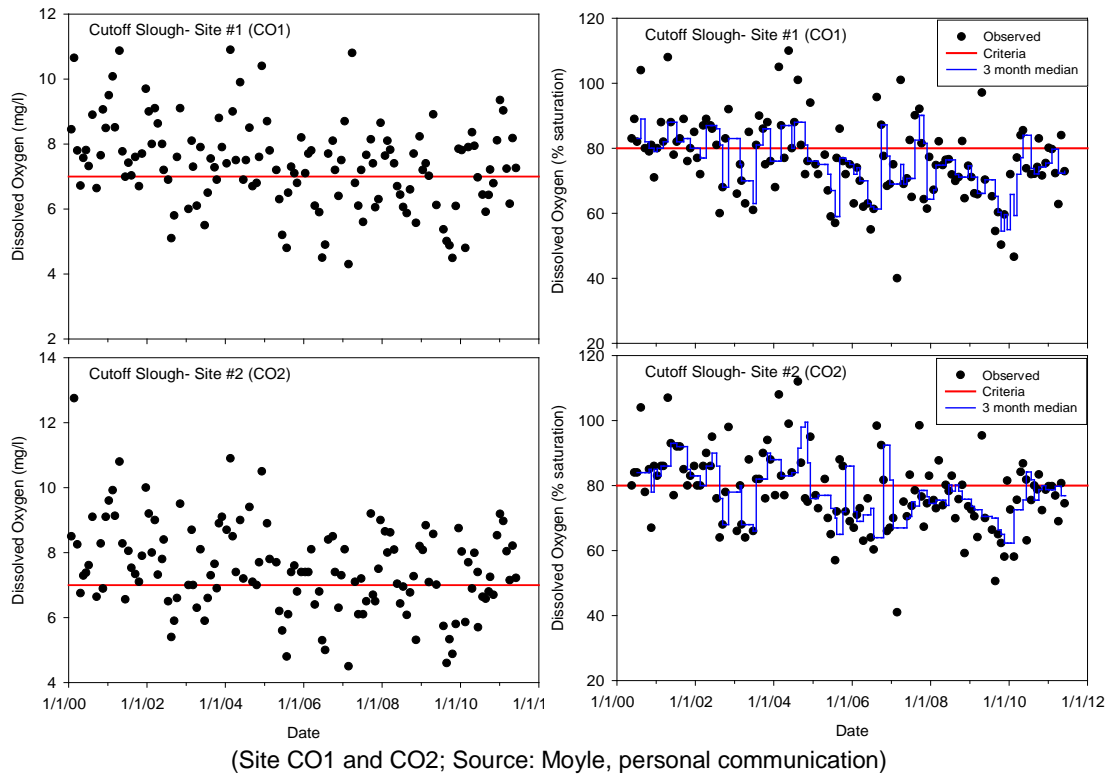 12
10
8
6
4
2
Dissolved Oxygen (mg/l)
Cutoff Slough- Site #1 (CO1)
120
100
80
60
40
20
Dissolved Oxygen (% saturation)
Cutoff Slough- Site #1 (CO1)
Observed
Criteria
3 month median
14
12
10
8
6
4
2
Dissolved Oxygen (mg/l)
Cutoff Slough- Site #2 (CO2)
1/1/00
1/1/02
1/1/04
1/1/06
1/1/08
1/1/10
1/1/1
Date
120
100
80
60
40
20
Dissolved Oxygen (% saturation)
Cutoff Slough- Site #2 (CO2)
Observed
Criteria
3 month median
1/1/00
1/1/02
1/1/04
1/1/06
1/1/08
1/1/10
1/1/12
Date
(Site CO1 and CO2; Source: Moyle, personal communication)